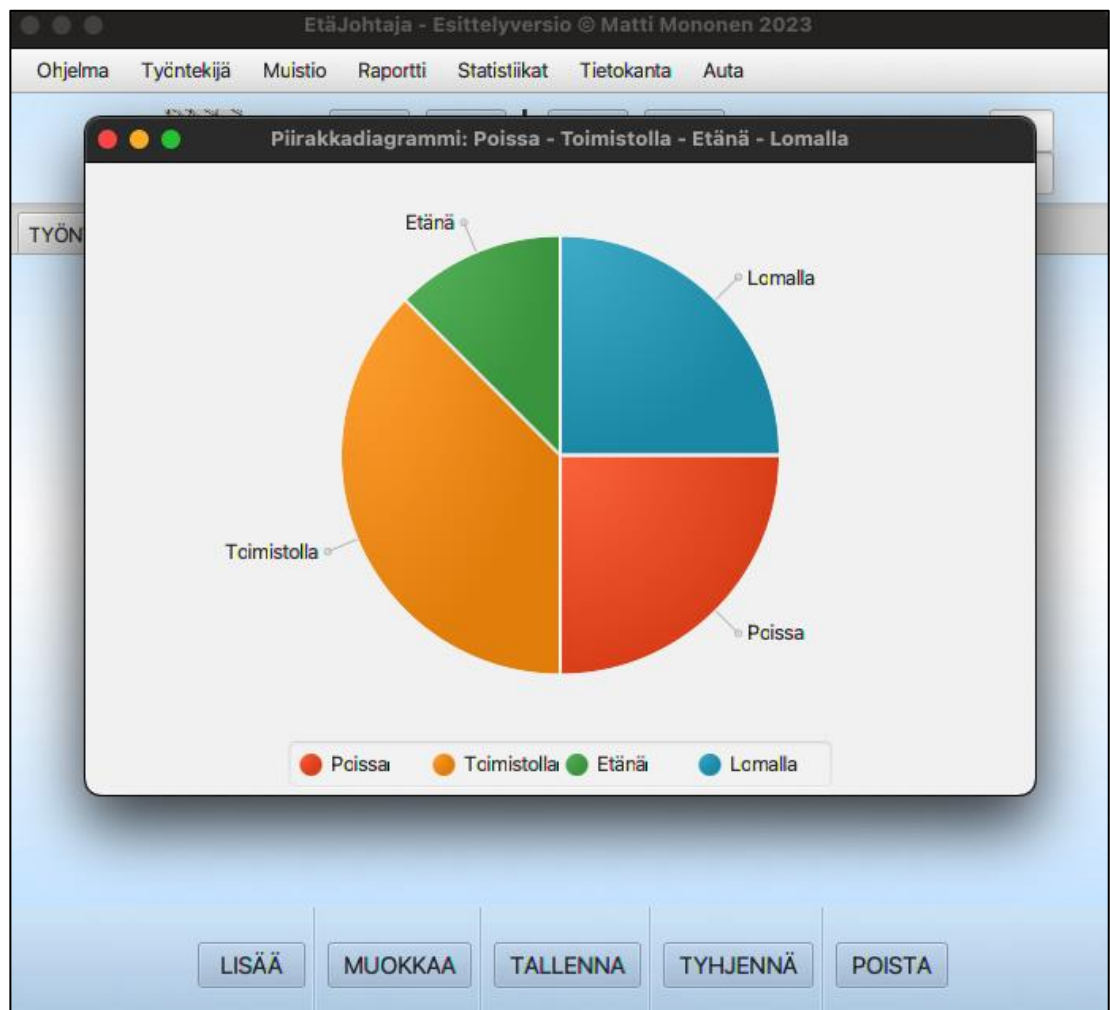 EtäJohtaja - Esittelyversio © Matti Mononen 2023
Ohjelma Työntekijä Muistio Raportti Statistiikat Tietokanta Auta
Piirakkadiagrammi: Poissa - Toimistolla - Etänä - Lomalla
TYÖN
Etänä
Lomalla
Toimistolla
Poissa
Poissa Toimistolla Etänä Lomalla
LISÄÄ MUOKKAA TALLENNA TYHJENNÄ POISTA